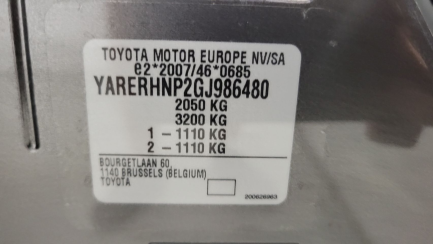 TOYOTA MOTOR EUROPE NV/SA
e2*2007/46*0685
YARERHNP2GJ986480
2050 KG
3200 KG
1 – 1110 KG
2 – 1110 KG
BOURGETLAAN 60,
1140 BRUSSELS (BELGIUM)
TOYOTA